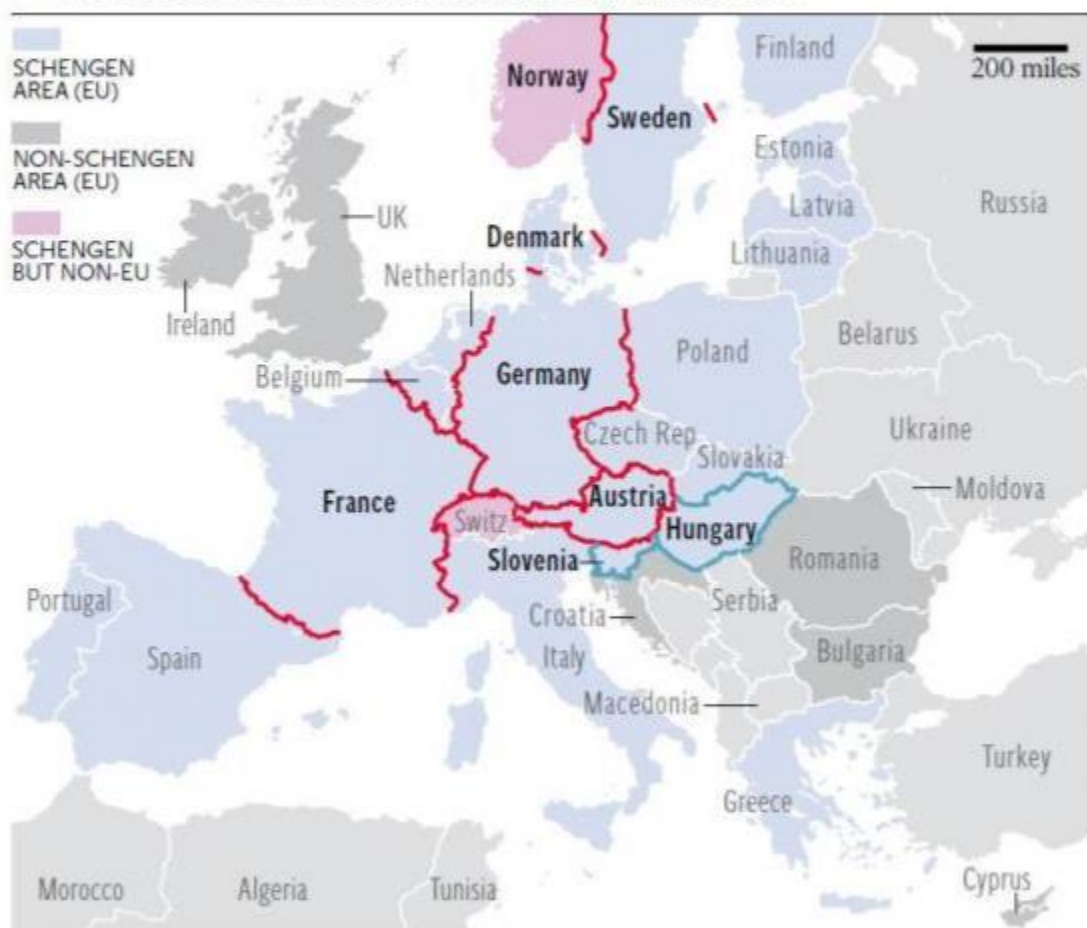 SCHENGEN
AREA (EU)
NON-SCHENGEN
AREA (EU)
SCHENGEN
BUT NON-EU
200 miles
Finland
Norway
Sweden
Estonia
Russia
Latvia
UK
Denmark
Lithuania
Netherlands
Ireland
Belarus
Poland
Belgium
Germany
Ukraine
Czech Rep
Slovakia
Moldova
France
Austria
Switz
Hungary
Slovenia
Romania
Portugal
Serbia
Croatia
Spain
Italy
Bulgaria
Macedonia
Turkey
Greece
Cyprus
Morocco
Algeria
Tunisia